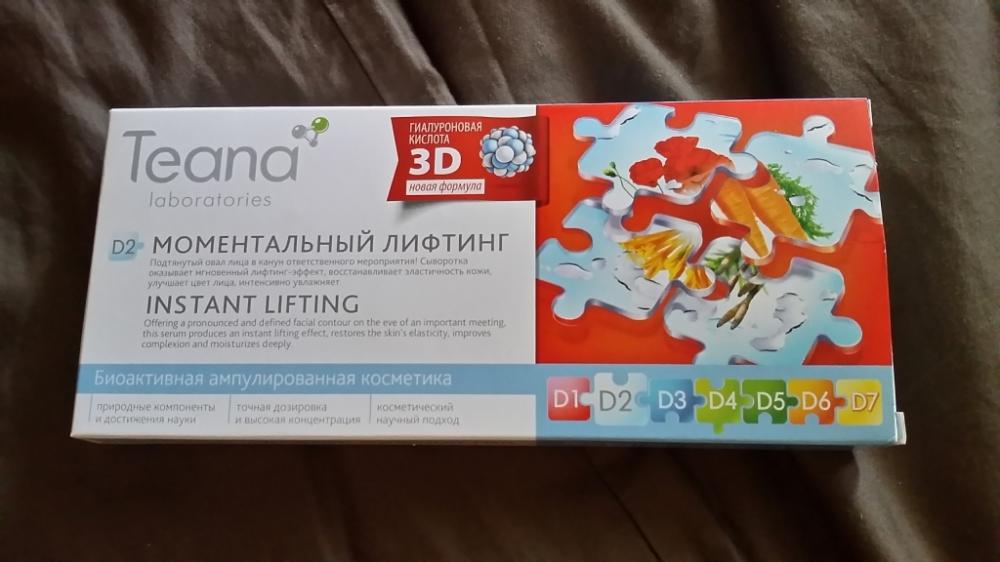 Teana
laboratories
ГИАЛУРОНОВАЯ
КИСЛОТА
3D
новая формула
D2 МОМЕНТАЛЬНЫЙ ЛИФТИНГ
Подтянутый овал лица в канун ответственного мероприятия! Сыворотка
оказывает мгновенный лифтинг-эффект, восстанавливает эластичность кожи,
улучшает цвет лица, интенсивно увлажняет.
INSTANT LIFTING
Offering a pronounced and defined facial contour on the eve of an important meeting,
this serum produces an instant lifting effect, restores the skin's elasticity, improves
complexion and moisturizes deeply.
Биоактивная ампулированная косметика
природные компоненты
и достижения науки
точная дозировка
и высокая концентрация
косметический
научный подход
D1 D2 D3 D4 D5 D6 D7